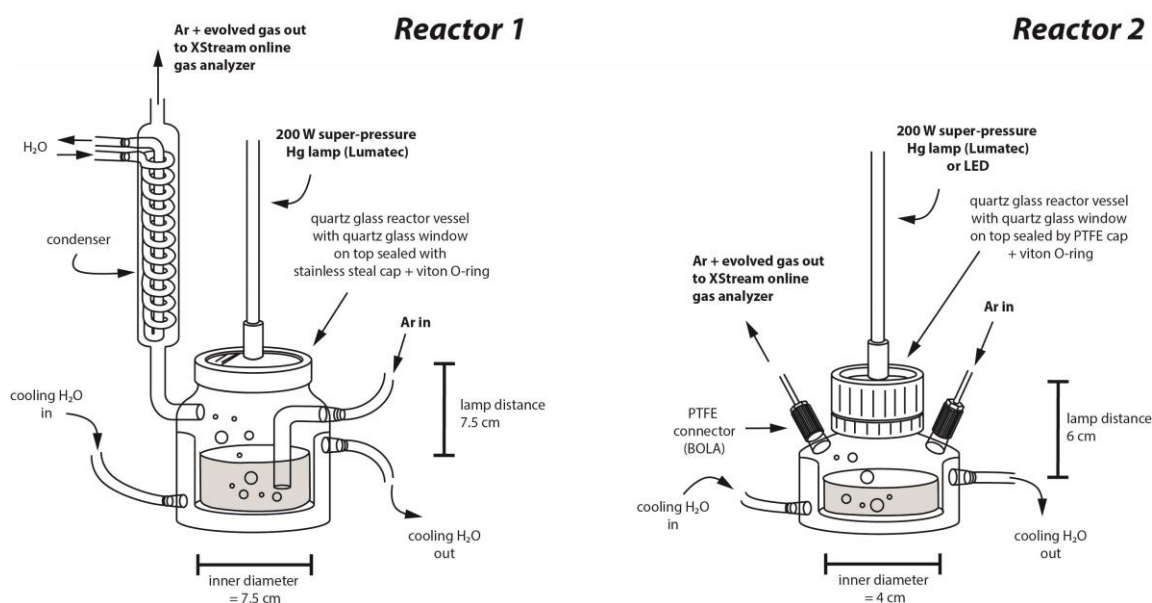 Reactor 1
Ar + evolved gas out
to XStream online
gas analyzer
200 W super-pressure
Hg lamp (Lumatec)
H₂O
quartz glass reactor vessel
with quartz glass window
on top sealed with
stainless steal cap + viton O-ring
condenser
Ar in
cooling H₂O
in
lamp distance
7.5 cm
cooling H₂O
out
inner diameter
= 7.5 cm
Reactor 2
200 W super-pressure
Hg lamp (Lumatec)
or LED
quartz glass reactor vessel
with quartz glass window
on top sealed by PTFE cap
+ viton O-ring
Ar + evolved gas out
to XStream online
gas analyzer
Ar in
PTFE
connector
(BOLA)
lamp distance
6 cm
cooling H₂O
in
cooling H₂O
out
inner diameter
= 4 cm